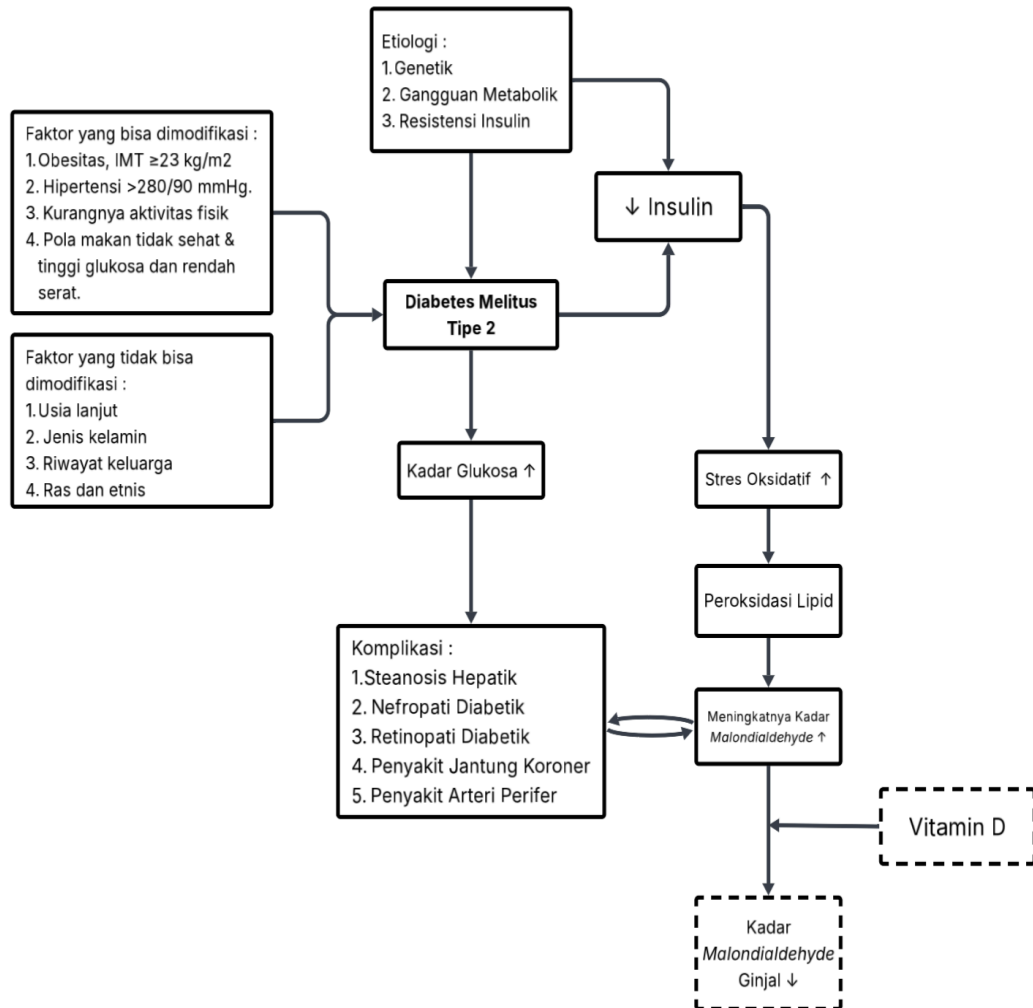 Etiologi :
1.Genetik
2. Gangguan Metabolik
3. Resistensi Insulin
Faktor yang bisa dimodifikasi :
1.Obesitas, IMT ≥23 kg/m2
2. Hipertensi >280/90 mmHg.
3. Kurangnya aktivitas fisik
4. Pola makan tidak sehat &
tinggi glukosa dan rendah
serat.
↓ Insulin
Diabetes Melitus
Tipe 2
Faktor yang tidak bisa
dimodifikasi :
1.Usia lanjut
2. Jenis kelamin
3. Riwayat keluarga
4. Ras dan etnis
Kadar Glukosa ↑
Stres Oksidatif ↑
Peroksidasi Lipid
Komplikasi :
1.Steanosis Hepatik
2. Nefropati Diabetik
3. Retinopati Diabetik
4. Penyakit Jantung Koroner
5. Penyakit Arteri Perifer
Meningkatnya Kadar
Malondialdehyde ↑
Vitamin D
Kadar
Malondialdehyde
Ginjal ↓